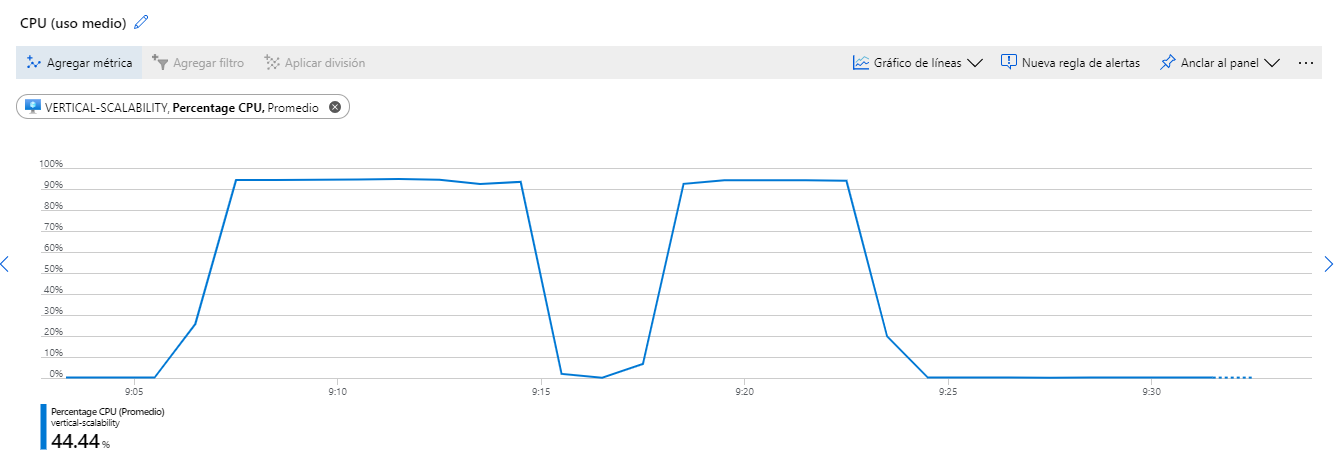 CPU (uso medio)
Agregar métrica
Agregar filtro
Aplicar división
Gráfico de líneas
Nueva regla de alertas
Anclar al panel
VERTICAL-SCALABILITY, Percentage CPU, Promedio
100%
90%
80%
70%
60%
50%
40%
30%
20%
10%
0%
9:05
9:10
9:15
9:20
9:25
9:30
Percentage CPU (Promedio)
vertical-scalability
44.44 %